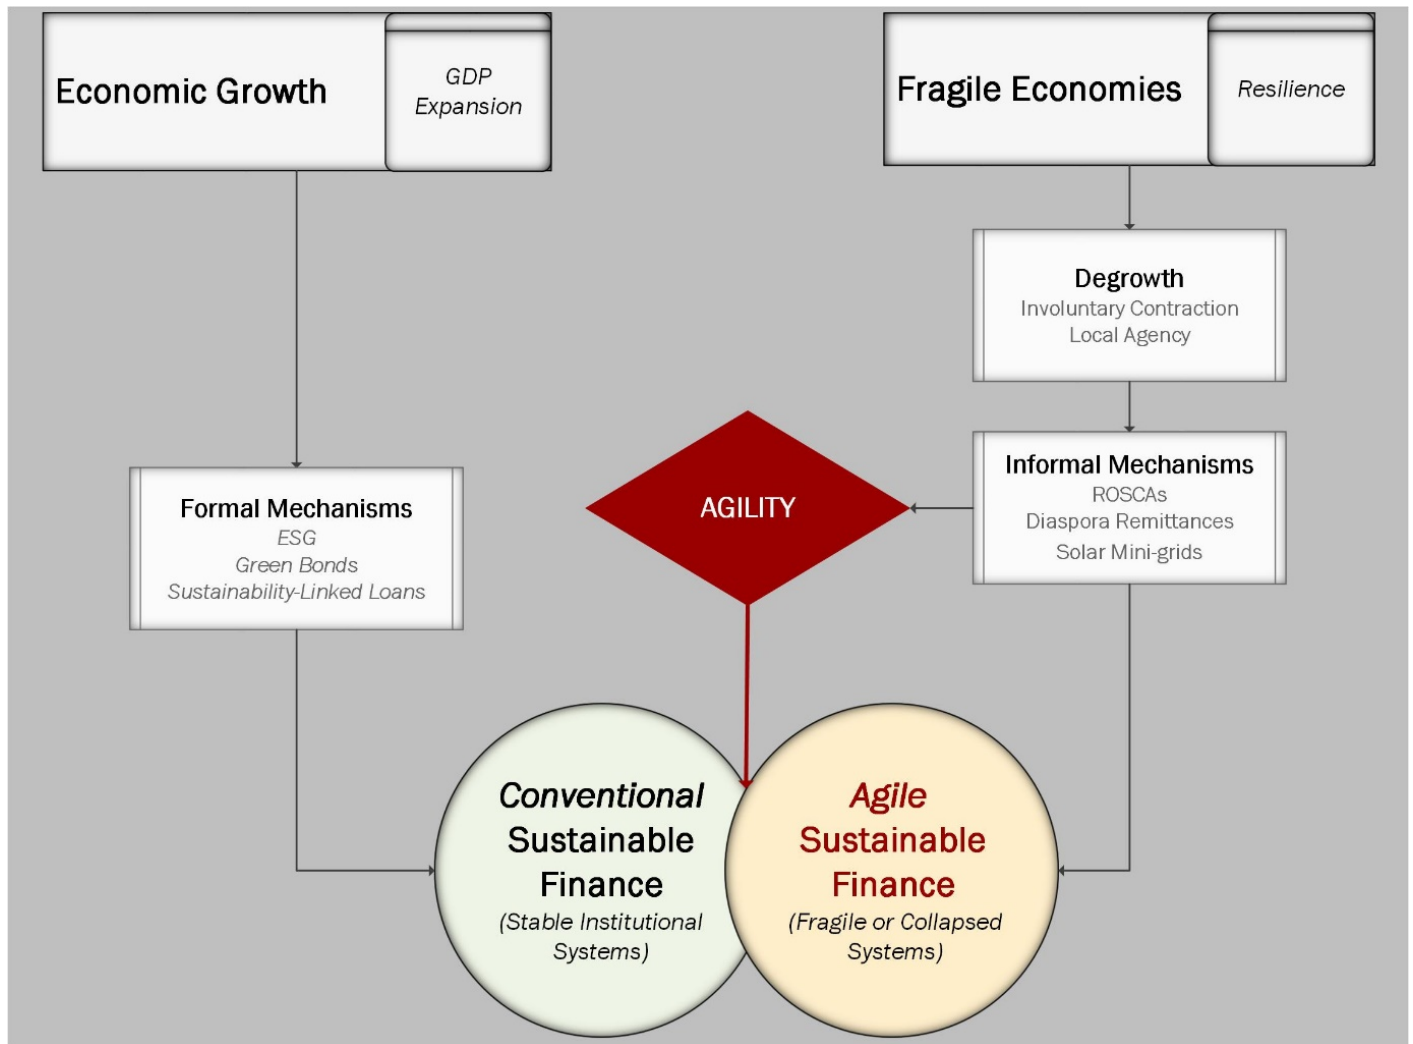 Economic Growth
GDP
Expansion
Fragile Economies
Resilience
Degrowth
Involuntary Contraction
Local Agency
Informal Mechanisms
ROSCAs
Diaspora Remittances
Solar Mini-grids
AGILITY
Formal Mechanisms
ESG
Green Bonds
Sustainability-Linked Loans
Conventional
Sustainable
Finance
(Stable Institutional
Systems)
Agile
Sustainable
Finance
(Fragile or Collapsed
Systems)